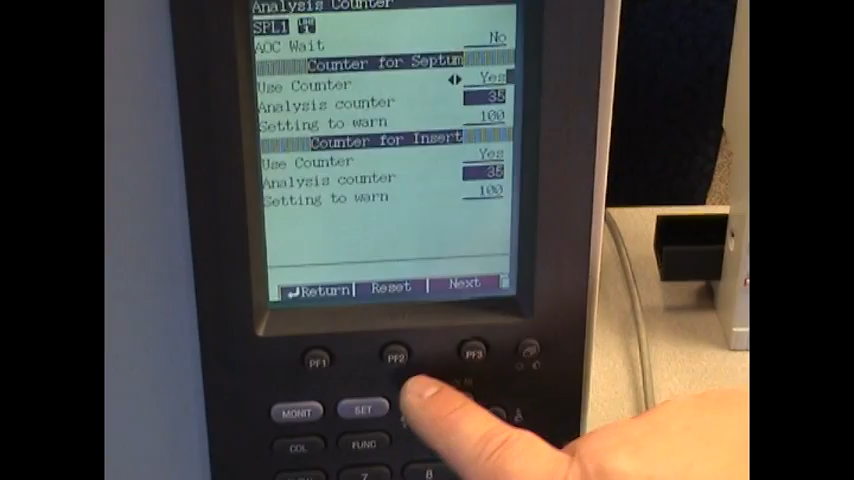 Analysis Counter
SPL1 LINE 1
AOC Wait No
Counter for Septum
Use Counter Yes
Analysis counter 35
Setting to warn 100
Counter for Insert
Use Counter Yes
Analysis counter 35
Setting to warn 100
Return Reset Next
PF1 PF2 PF3
MONIT SET
COL FUNC
7 8